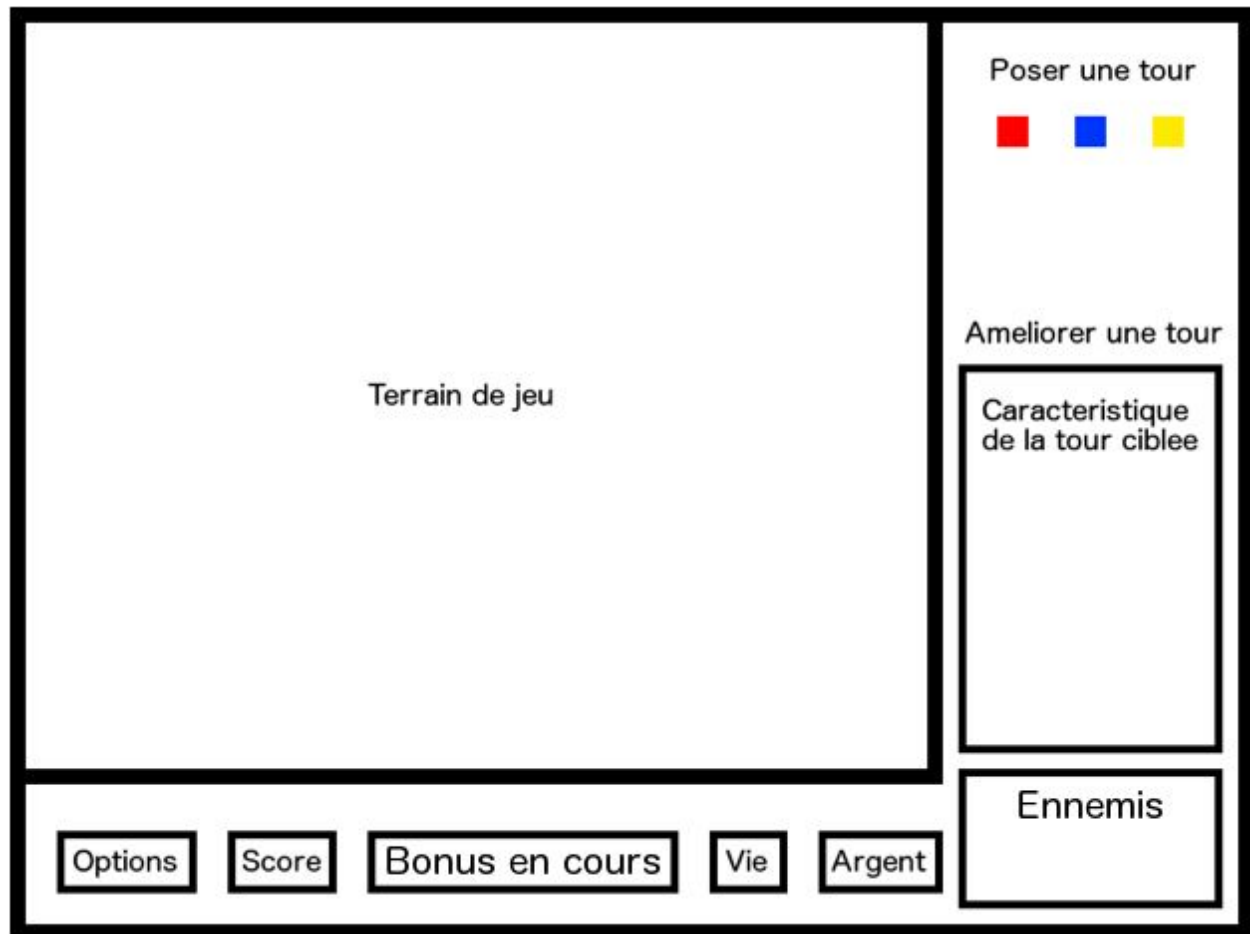 Poser une tour
Ameliorer une tour
Terrain de jeu
Caracteristique
de la tour ciblee
Ennemis
Options
Score
Bonus en cours
Vie
Argent